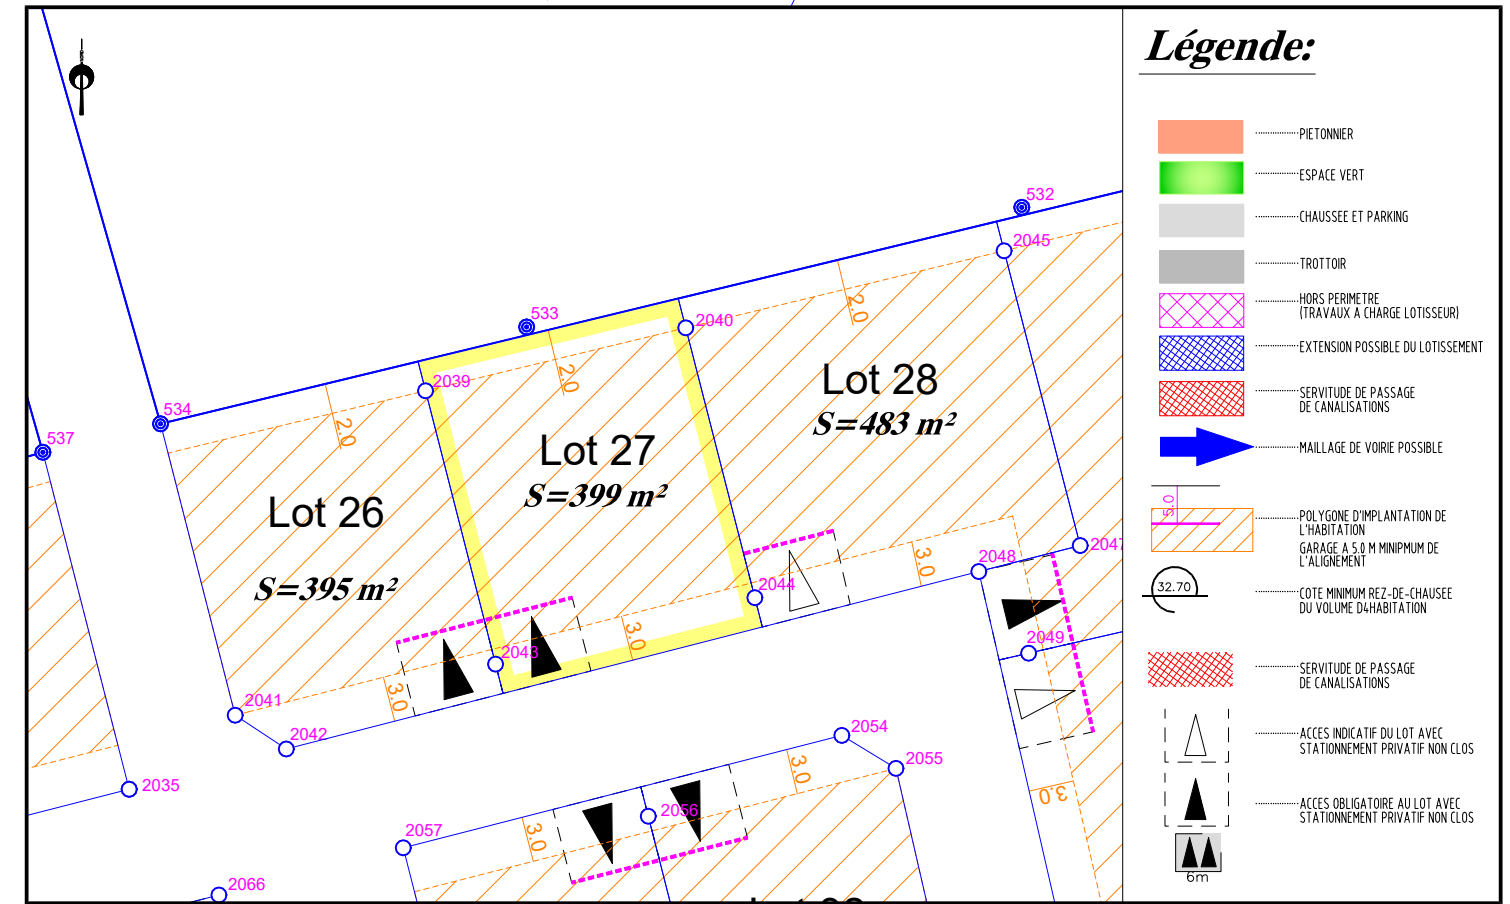 Légende:
PIETONNIER
ESPACE VERT
CHAUSSEE ET PARKING
TROTTOIR
HORS PERIMETRE
(TRAVAUX A CHARGE LOTISSEUR)
EXTENSION POSSIBLE DU LOTISSEMENT
SERVITUDE DE PASSAGE
DE CANALISATIONS
MAILLAGE DE VOIRIE POSSIBLE
5.0
POLYGONE D'IMPLANTATION DE
L'HABITATION
GARAGE A 5.0 M MINIPMUM DE
L'ALIGNEMENT
32.70
COTE MINIMUM REZ-DE-CHAUSEE
DU VOLUME D4HABITATION
SERVITUDE DE PASSAGE
DE CANALISATIONS
ACCES INDICATIF DU LOT AVEC
STATIONNEMENT PRIVATIF NON CLOS
ACCES OBLIGATOIRE AU LOT AVEC
STATIONNEMENT PRIVATIF NON CLOS
6m
532
2045
533
2040
2.0
2039
2.0
534
2.0
537
Lot 28
S=483 m²
Lot 27
S=399 m²
Lot 26
S=395 m²
2047
2048
3.0
2044
2049
3.0
2043
3.0
2041
2042
2054
2055
3.0
3.0
2035
2056
2057
3.0
2066